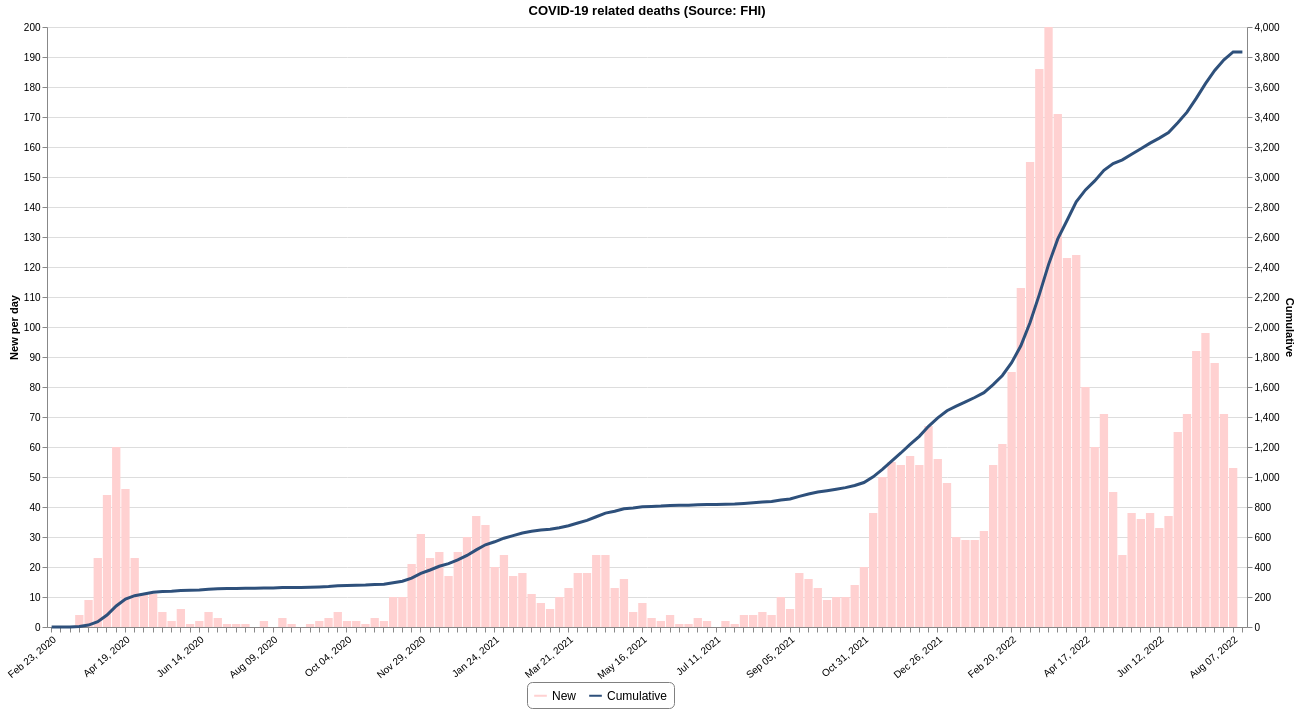 COVID-19 related deaths (Source: FHI)
200
190
180
170
160
150
140
130
120
110
100
90
80
70
60
50
40
30
20
10
0
New per day
4,000
3,800
3,600
3,400
3,200
3,000
2,800
2,600
2,400
2,200
2,000
1,800
1,600
1,400
1,200
1,000
800
600
400
200
0
Cumulative
Feb 23, 2020
Apr 19, 2020
Jun 14, 2020
Aug 09, 2020
Oct 04, 2020
Nov 29, 2020
Jan 24, 2021
Mar 21, 2021
May 16, 2021
Jul 11, 2021
Sep 05, 2021
Oct 31, 2021
Dec 26, 2021
Feb 20, 2022
Apr 17, 2022
Jun 12, 2022
Aug 07, 2022
New Cumulative